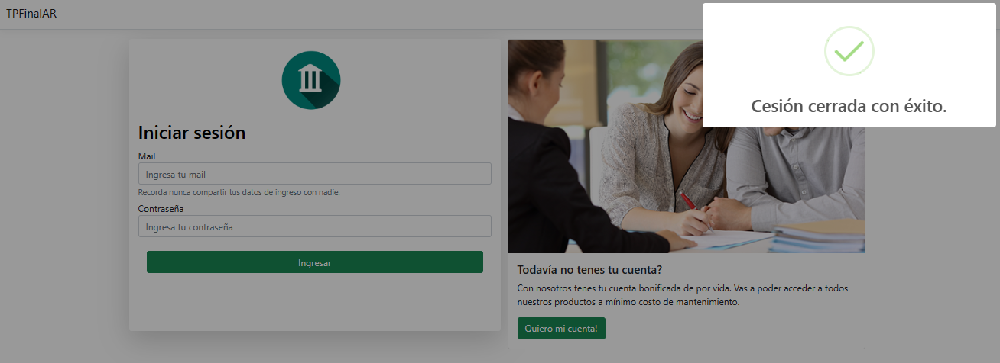 TPFinalAR
Cesión cerrada con éxito.
Iniciar sesión
Mail
Ingresa tu mail
Recorda nunca compartir tus datos de ingreso con nadie.
Contraseña
Ingresa tu contraseña
Ingresar
Todavía no tenes tu cuenta?
Con nosotros tenes tu cuenta bonificada de por vida. Vas a poder acceder a todos
nuestros productos a mínimo costo de mantenimiento.
Quiero mi cuenta!